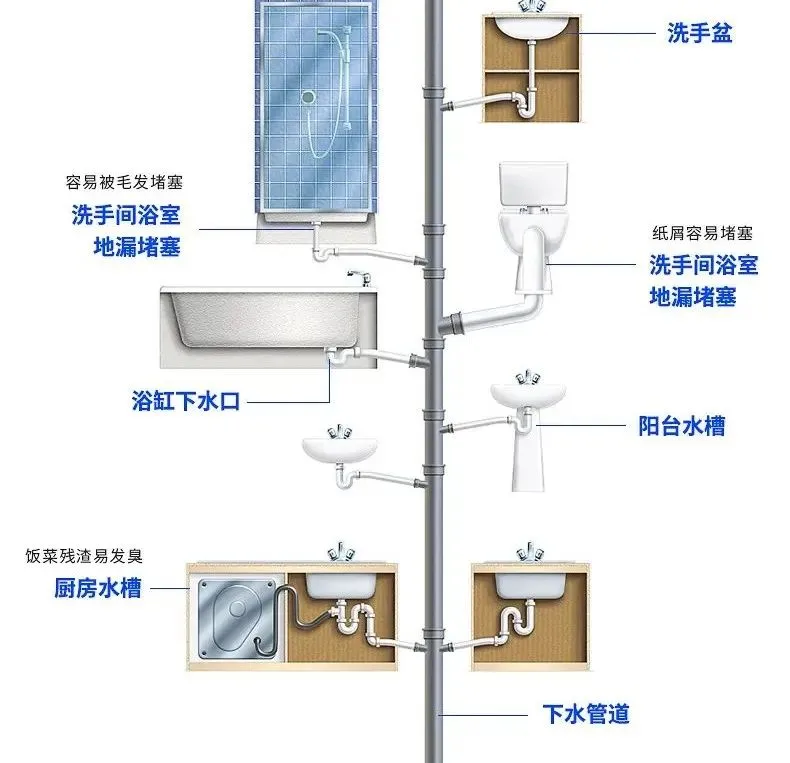 洗手盆
容易被毛发堵塞
洗手间浴室
地漏堵塞
纸屑容易堵塞
洗手间浴室
地漏堵塞
浴缸下水口
阳台水槽
饭菜残渣易发臭
厨房水槽
下水管道